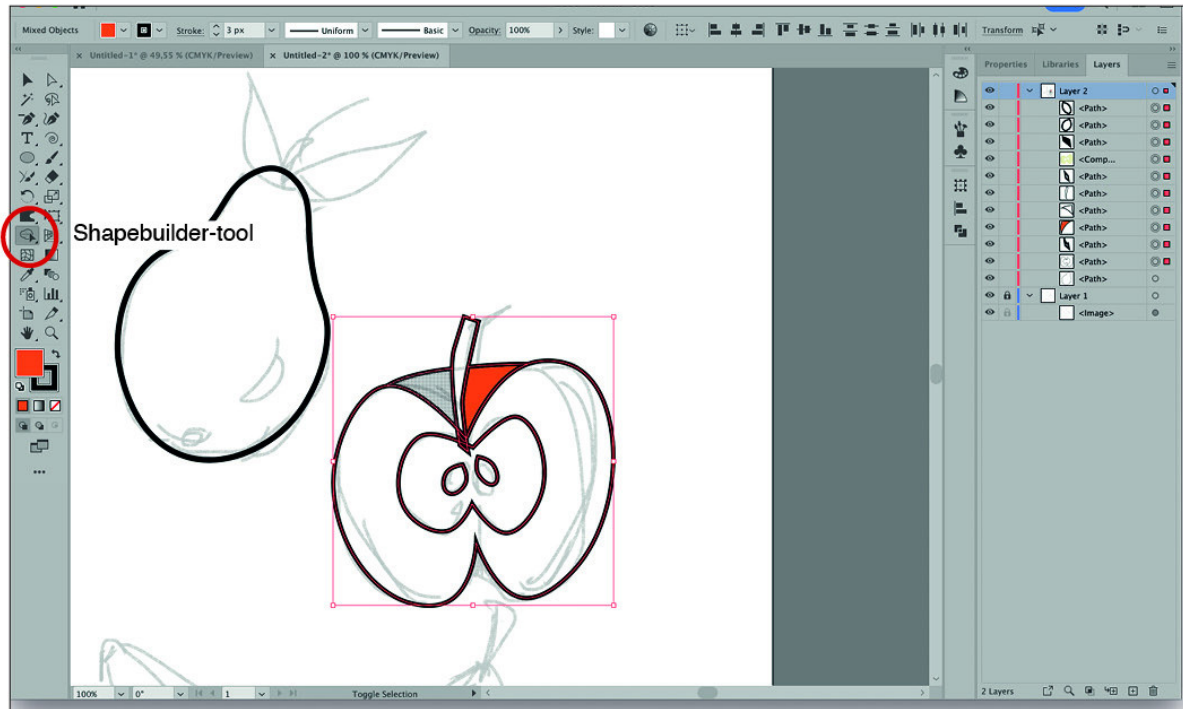 Mixed Objects Stroke: 3 px Uniform Basic Opacity: 100% Style: Transform
× Untitled-1* @ 49,55 % (CMYK/Preview) × Untitled-2* @ 100 % (CMYK/Preview)
Properties Libraries Layers
Layer 2
<Path>
<Path>
<Path>
<Comp...
<Path>
<Path>
<Path>
<Path>
<Path>
<Path>
<Path>
Layer 1
<Image>
Shapebuilder-tool
100% 0° 1 Toggle Selection
2 Layers